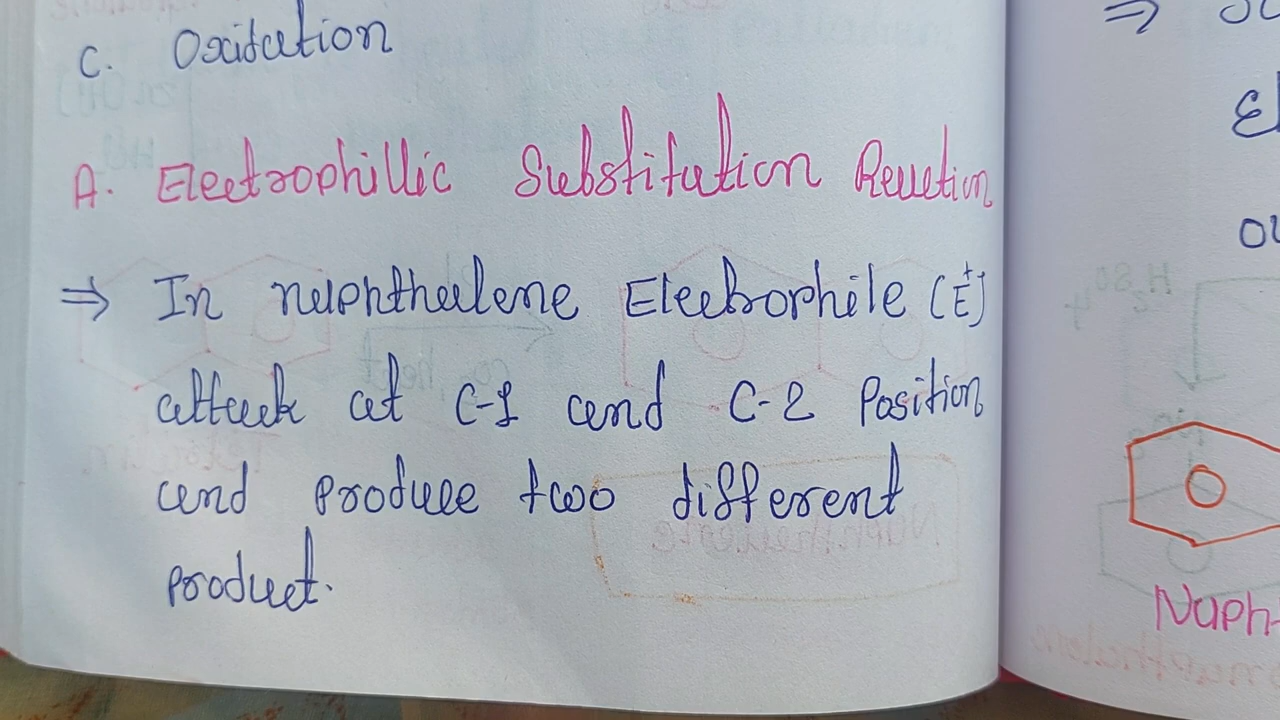 C. Oxidation
A. Electrophillic Substitution Reaction
⇒ In naphthalene Electrophile (E⁺)
attack at C-1 and C-2 Position
and produce two different
product.
⇒
El
Naph-